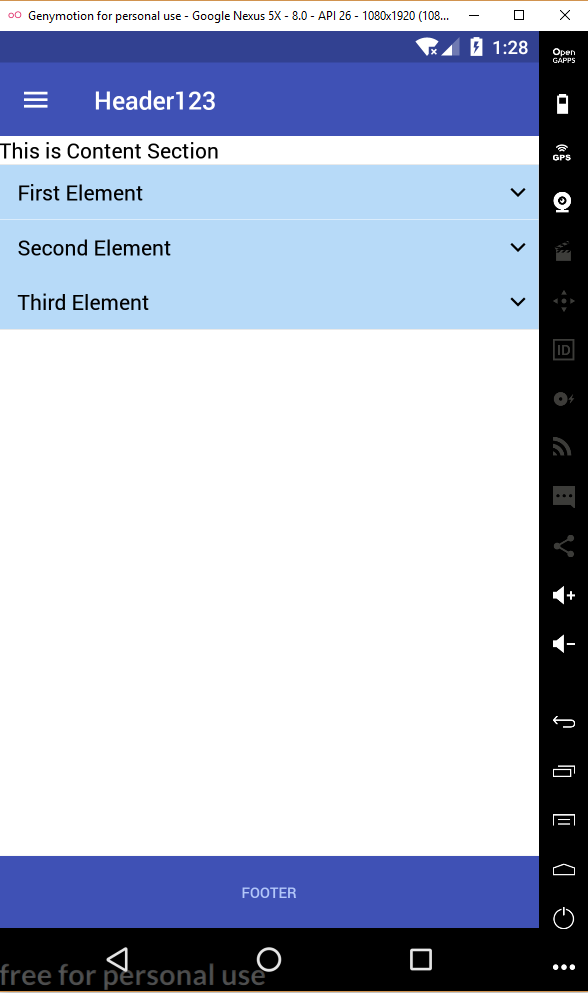 Genymotion for personal use - Google Nexus 5X - 8.0 - API 26 - 1080x1920 (108...
1:28
Open
GAPPS
Header123
GPS
This is Content Section
First Element
Second Element
Third Element
ID
FOOTER
free for personal use